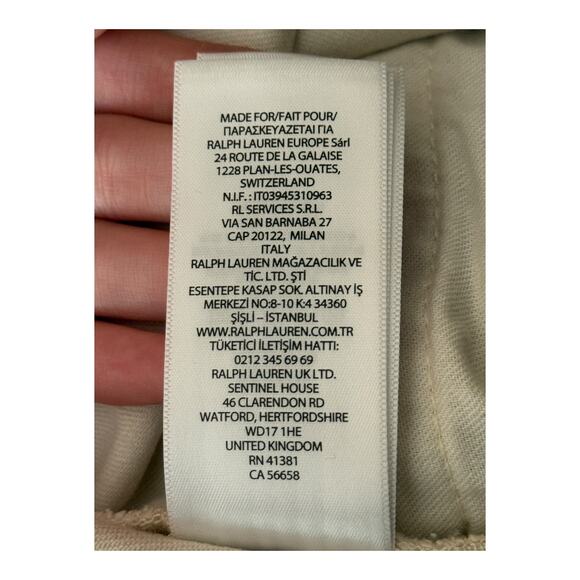 MADE FOR/FAIT POUR/
ΠΑΡΑΣΚΕΥΑΖΕΤΑΙ ΓΙΑ
RALPH LAUREN EUROPE Sárl
24 ROUTE DE LA GALAISE
1228 PLAN-LES-OUATES,
SWITZERLAND
N.I.F. : IT03945310963
RL SERVICES S.R.L.
VIA SAN BARNABA 27
CAP 20122, MILAN
ITALY
RALPH LAUREN MAĞAZACILIK VE
TİC. LTD. ŞTİ
ESENTEPE KASAP SOK. ALTINAY İŞ
MERKEZİ NO:8-10 K:4 34360
ŞİŞLİ – İSTANBUL
WWW.RALPHLAUREN.COM.TR
TÜKETİCİ İLETİŞİM HATTI:
0212 345 69 69
RALPH LAUREN UK LTD.
SENTINEL HOUSE
46 CLARENDON RD
WATFORD, HERTFORDSHIRE
WD17 1HE
UNITED KINGDOM
RN 41381
CA 56658